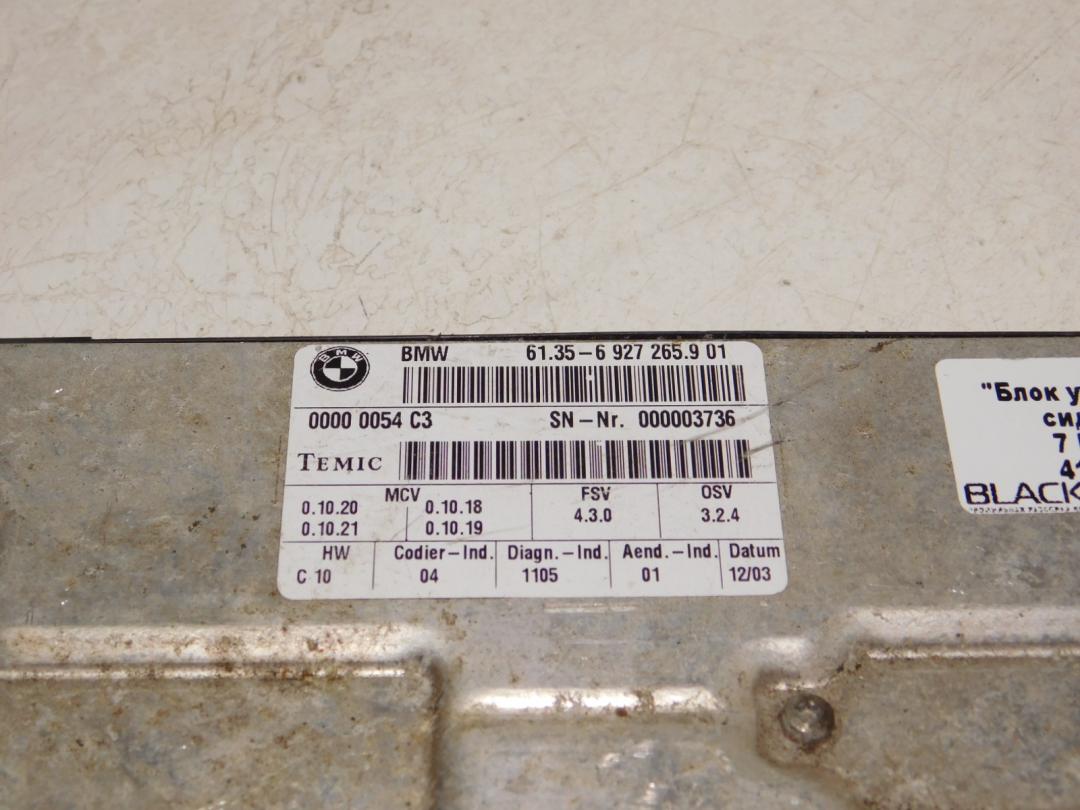 BMW
BMW 61.35-6 927 265.9 01
0000 0054 C3 SN-Nr. 000003736
TEMIC
MCV FSV OSV
0.10.20 0.10.18 4.3.0 3.2.4
0.10.21 0.10.19
HW Codier-Ind. Diagn.-Ind. Aend.-Ind. Datum
C 10 04 1105 01 12/03
"Блок у
сид
7
BLACK